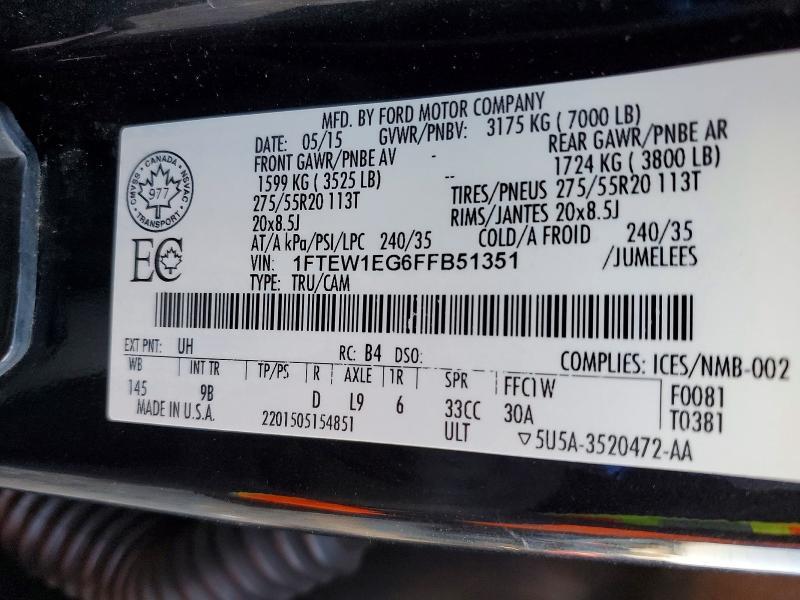 MFD. BY FORD MOTOR COMPANY
DATE: 05/15 GVWR/PNBV: 3175 KG ( 7000 LB)
FRONT GAWR/PNBE AV - REAR GAWR/PNBE AR
1599 KG ( 3525 LB) - 1724 KG ( 3800 LB)
275/55R20 113T TIRES/PNEUS 275/55R20 113T
20x8.5J RIMS/JANTES 20x8.5J
AT/A kPa/PSI/LPC 240/35 COLD/A FROID 240/35
VIN: 1FTEW1EG6FFB51351 /JUMELEES
TYPE: TRU/CAM
CANADA
NSVAC
977
SBAMC
TRANSPORT
EC
EXT PNT: UH RC: B4 DSO: COMPLIES: ICES/NMB-002
WB INT TR TP/PS R AXLE TR SPR FFC1W F0081
145 9B D L9 6 33CC 30A T0381
MADE IN U.S.A. 2201505154851 ULT ▽5U5A-3520472-AA